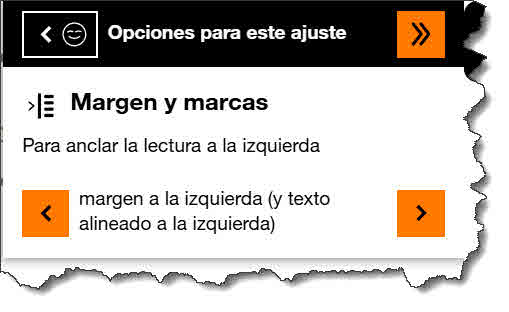 Opciones para este ajuste
Margen y marcas
Para anclar la lectura a la izquierda
margen a la izquierda (y texto
alineado a la izquierda)